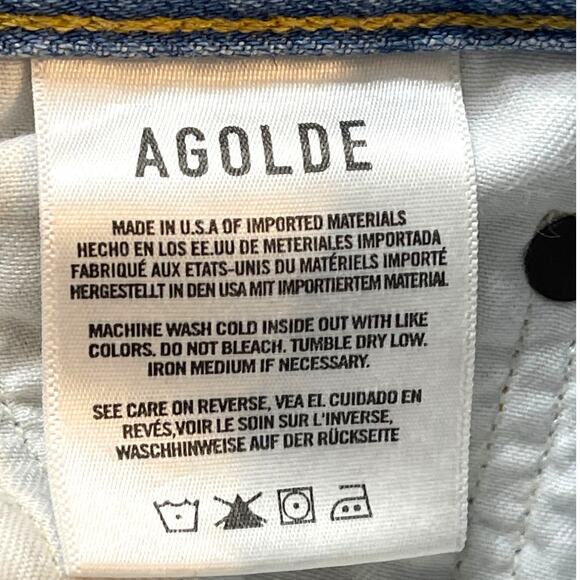 AGOLDE
MADE IN U.S.A OF IMPORTED MATERIALS
HECHO EN LOS EE.UU DE METERIALES IMPORTADA
FABRIQUÉ AUX ETATS-UNIS DU MATÉRIELS IMPORTÉ
HERGESTELLT IN DEN USA MIT IMPORTIERTEM MATERIAL
MACHINE WASH COLD INSIDE OUT WITH LIKE
COLORS. DO NOT BLEACH. TUMBLE DRY LOW.
IRON MEDIUM IF NECESSARY.
SEE CARE ON REVERSE, VEA EL CUIDADO EN
REVÉS,VOIR LE SOIN SUR L'INVERSE,
WASCHHINWEISE AUF DER RÜCKSEITE